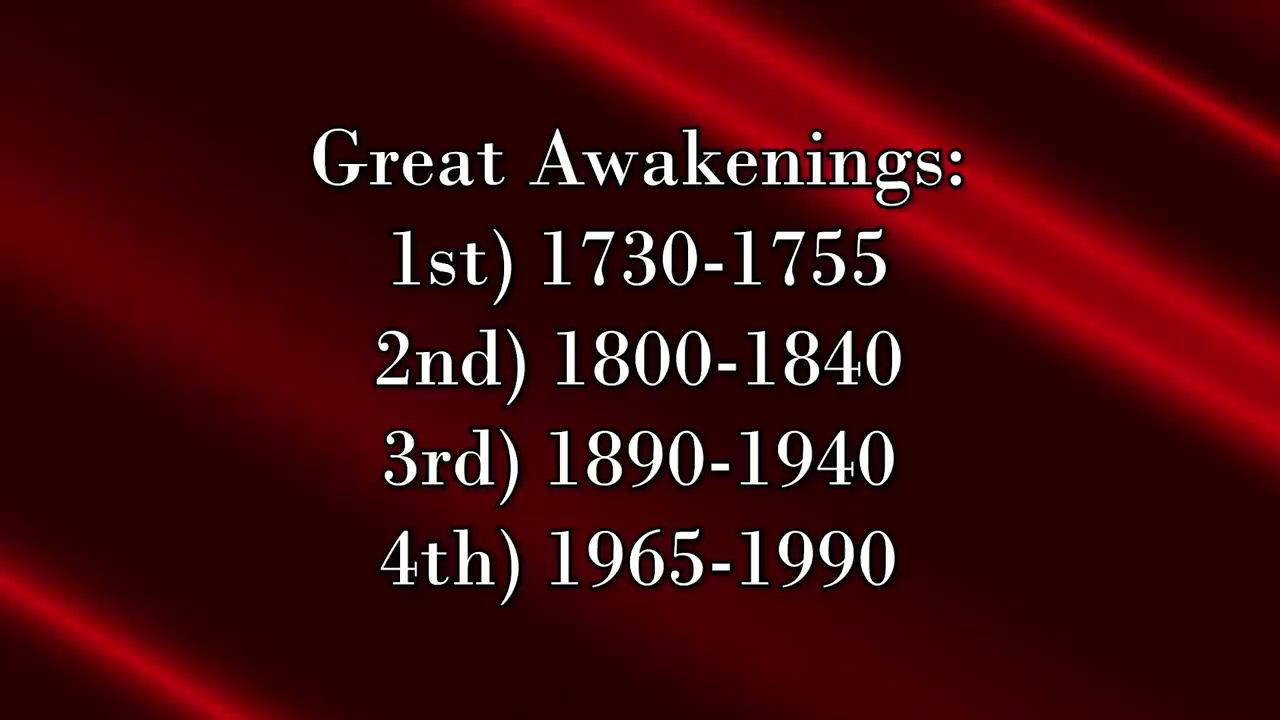 Great Awakenings:
1st) 1730-1755
2nd) 1800-1840
3rd) 1890-1940
4th) 1965-1990